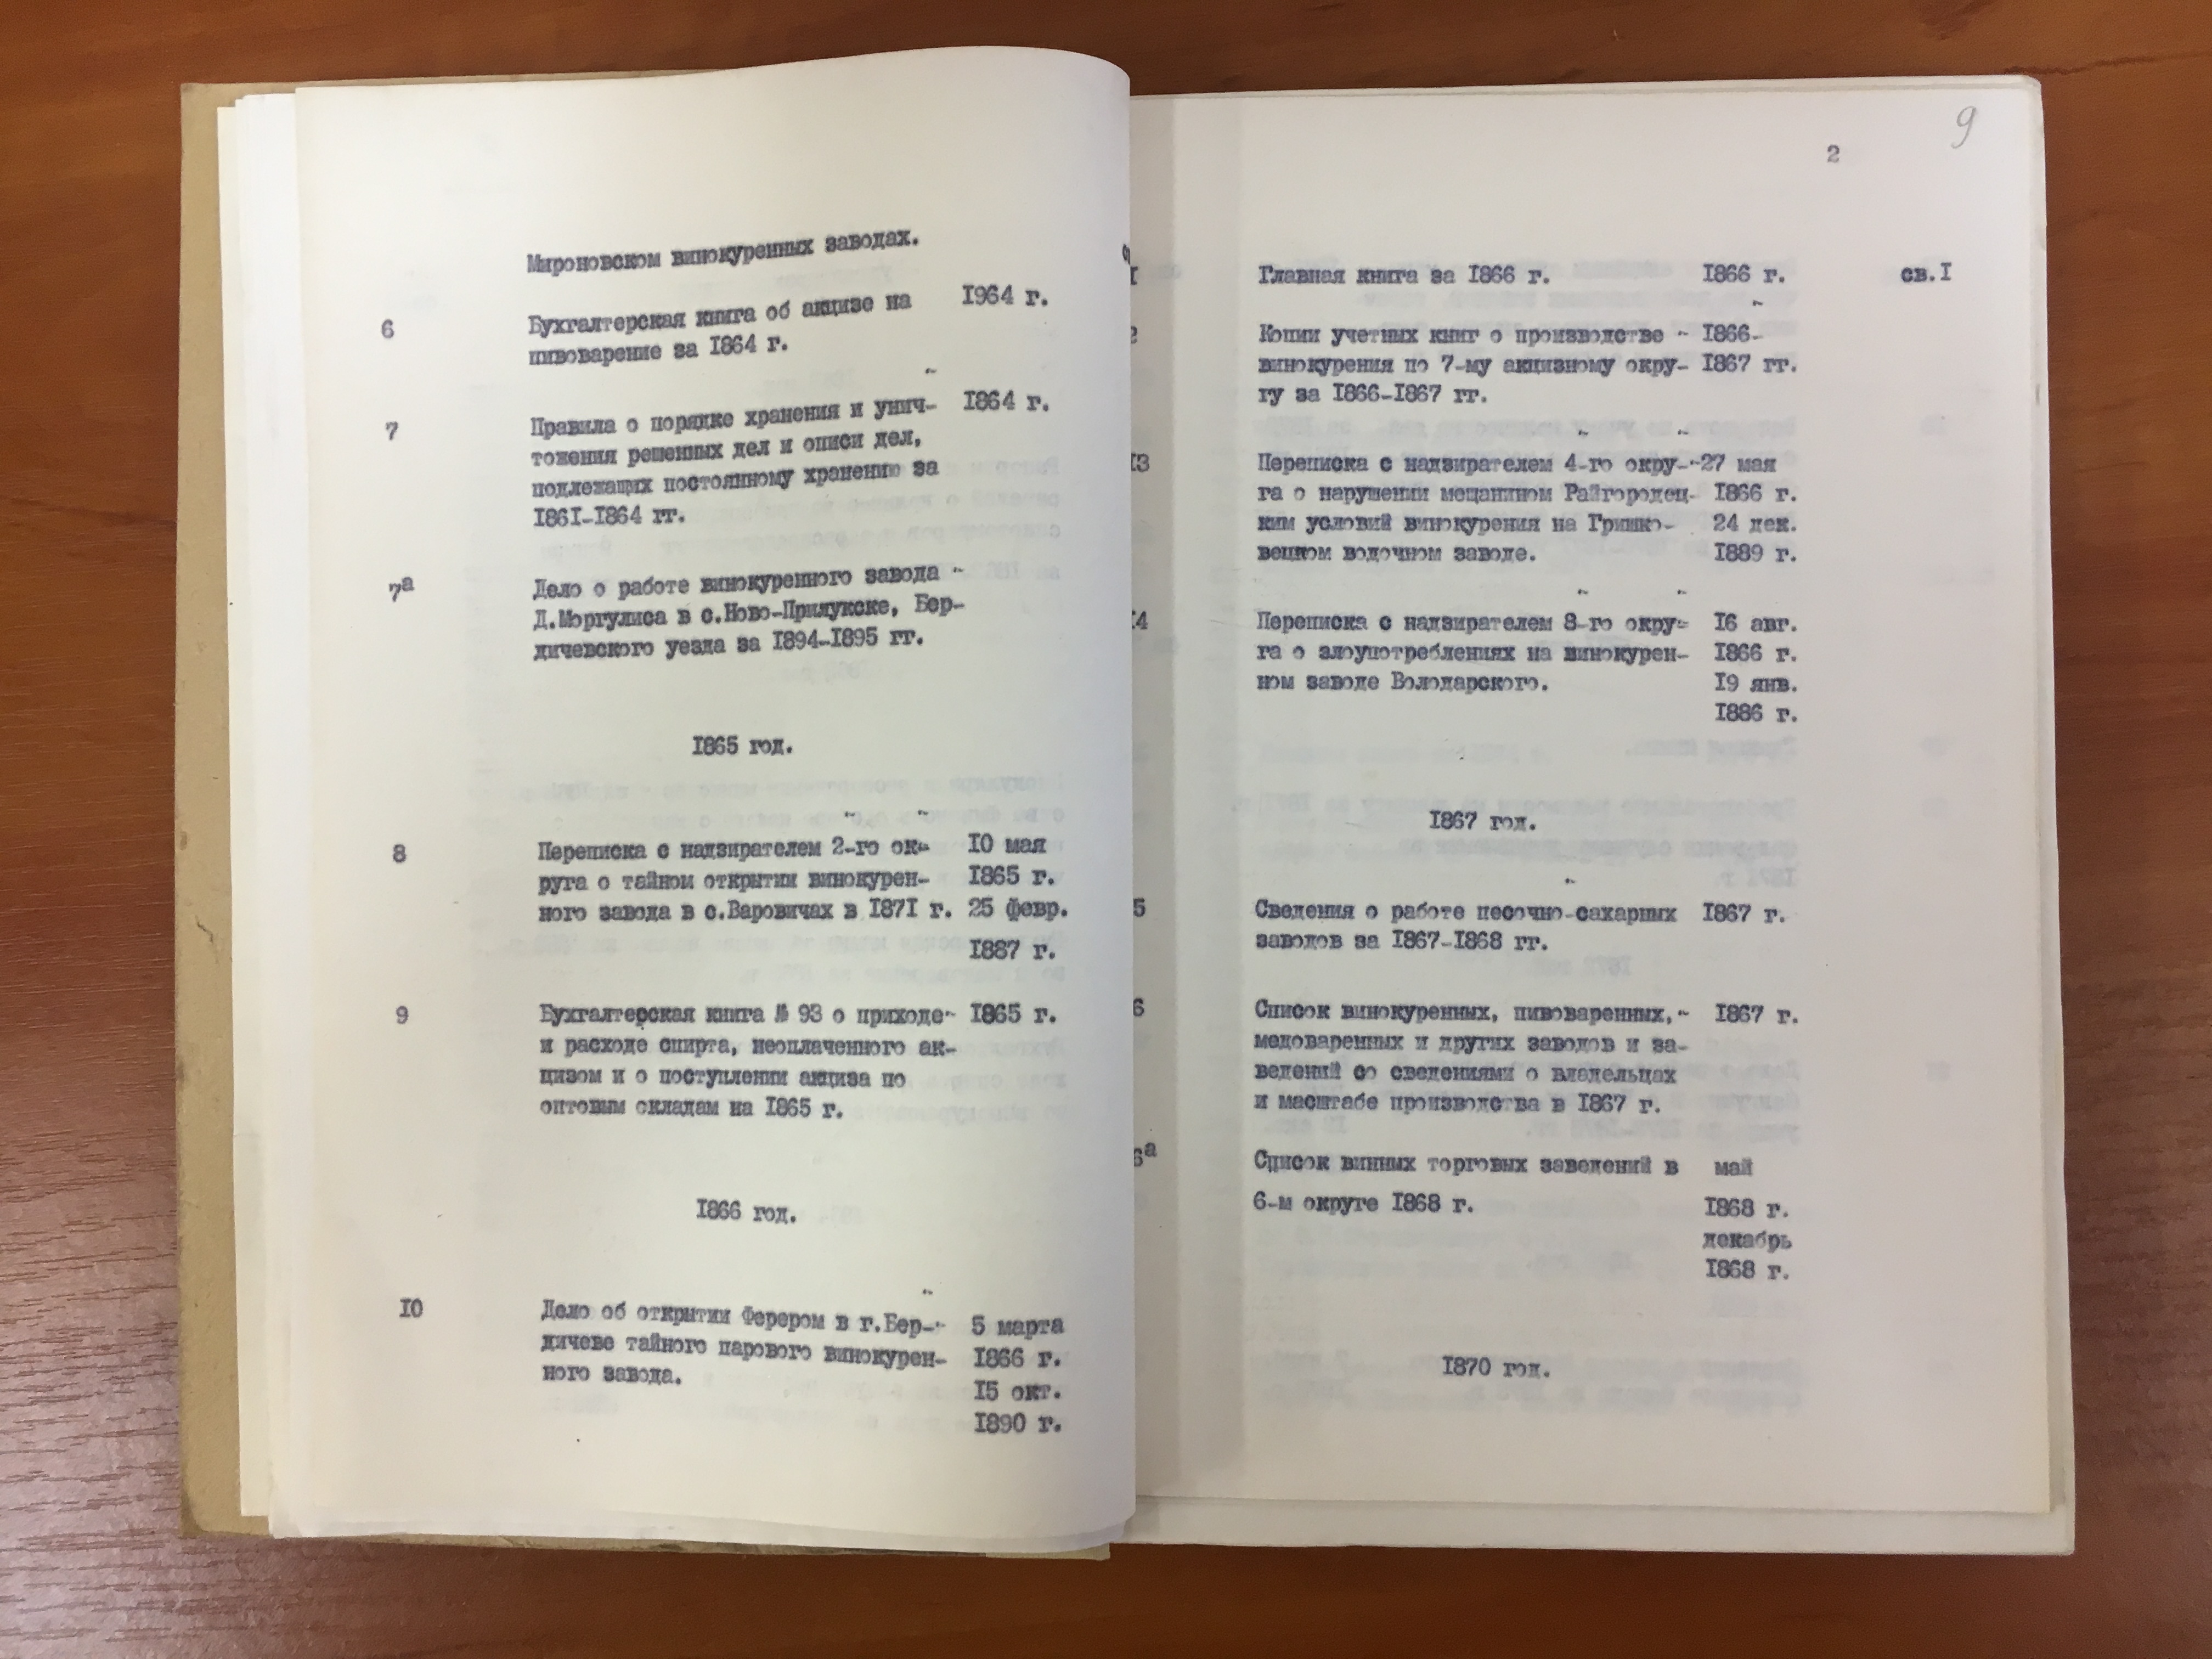 Мироновском винокуренных заводах.
6 Бухгалтерская книга об акцизе на 1964 г.
пивоварение за 1864 г.
7 Правила о порядке хранения и унич- 1864 г.
тожения решенных дел и описи дел,
подлежащих постоянному хранению за
1861-1864 гг.
7а Дело о работе винокуренного завода -"-
Д.Моргулиса в с.Ново-Прилукске, Бер-
дичевского уезда за 1894-1895 гг.
1865 год.
8 Переписка с надзирателем 2-го ок- 10 мая
руга о тайном открытии винокурен- 1865 г.
ного завода в с.Варовичах в 1871 г. 25 февр.
1887 г.
9 Бухгалтерская книга № 93 о приходе 1865 г.
и расходе спирта, неоплаченного ак-
цизом и о поступлении акциза по
оптовым складам на 1865 г.
1866 год.
10 Дело об открытии Ферером в г.Бер- 5 марта
дичеве тайного парового винокурен- 1866 г.
ного завода. 15 окт.
1890 г.
9
2
Главная книга за 1866 г. 1866 г. св.1
2 Копии учетных книг о производстве 1866-
винокурения по 7-му акцизному окру- 1867 гг.
гу за 1866-1867 гг.
13 Переписка с надзирателем 4-го окру- 27 мая
га о нарушении мещанином Райгородец- 1866 г.
ким условий винокурения на Гришко- 24 дек.
вецком водочном заводе. 1889 г.
14 Переписка с надзирателем 8-го окру- 16 авг.
га о злоупотреблениях на винокурен- 1866 г.
ном заводе Володарского. 19 янв.
1886 г.
1867 год.
5 Сведения о работе песочно-сахарных 1867 г.
заводов за 1867-1868 гг.
6 Список винокуренных, пивоваренных, 1867 г.
медоваренных и других заводов и за-
ведений со сведениями о владельцах
и масштабе производства в 1867 г.
6а Список винных торговых заведений в май
6-м округе 1868 г. 1868 г.
декабрь
1868 г.
1870 год.